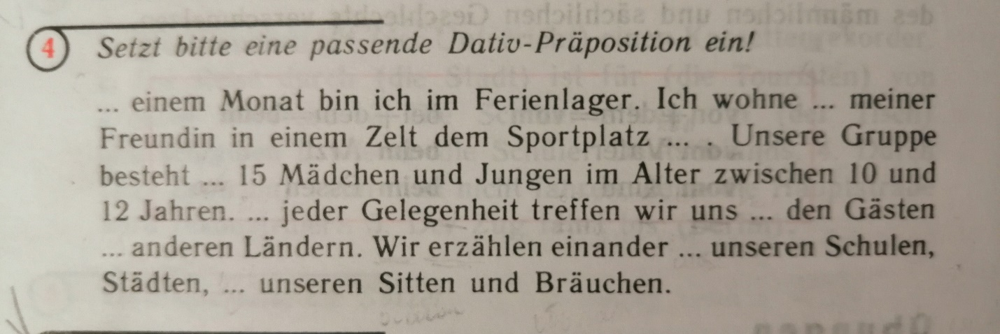 4 Setzt bitte eine passende Dativ-Präposition ein!
... einem Monat bin ich im Ferienlager. Ich wohne ... meiner
Freundin in einem Zelt dem Sportplatz ... . Unsere Gruppe
besteht ... 15 Mädchen und Jungen im Alter zwischen 10 und
12 Jahren. ... jeder Gelegenheit treffen wir uns ... den Gästen
... anderen Ländern. Wir erzählen einander ... unseren Schulen,
Städten, ... unseren Sitten und Bräuchen.